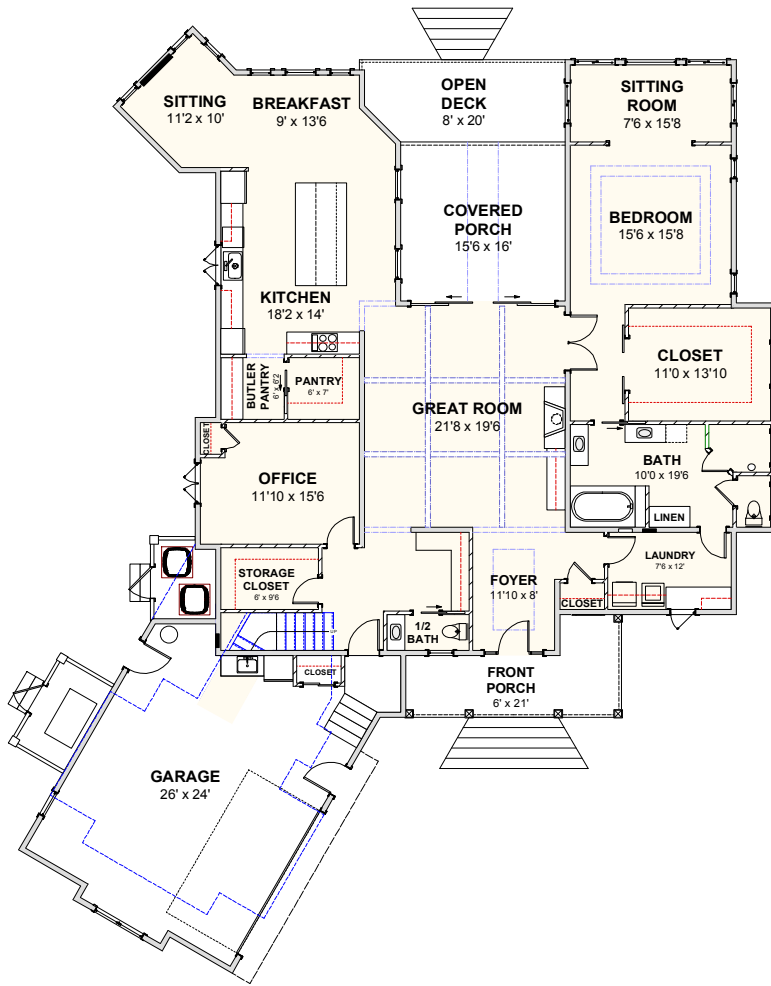 OPEN
DECK
8' x 20'
SITTING
ROOM
7'6 x 15'8
SITTING
11'2 x 10'
BREAKFAST
9' x 13'6
COVERED
PORCH
15'6 x 16'
BEDROOM
15'6 x 15'8
KITCHEN
18'2 x 14'
CLOSET
11'0 x 13'10
BUTLER
PANTRY
6' x 6'2
PANTRY
6' x 7'
GREAT ROOM
21'8 x 19'6
CLOSET
OFFICE
11'10 x 15'6
BATH
10'0 x 19'6
LINEN
LAUNDRY
7'6 x 12'
STORAGE
CLOSET
6' x 9'6
FOYER
11'10 x 8'
CLOSET
1/2
BATH
UP
CLOSET
FRONT
PORCH
6' x 21'
GARAGE
26' x 24'